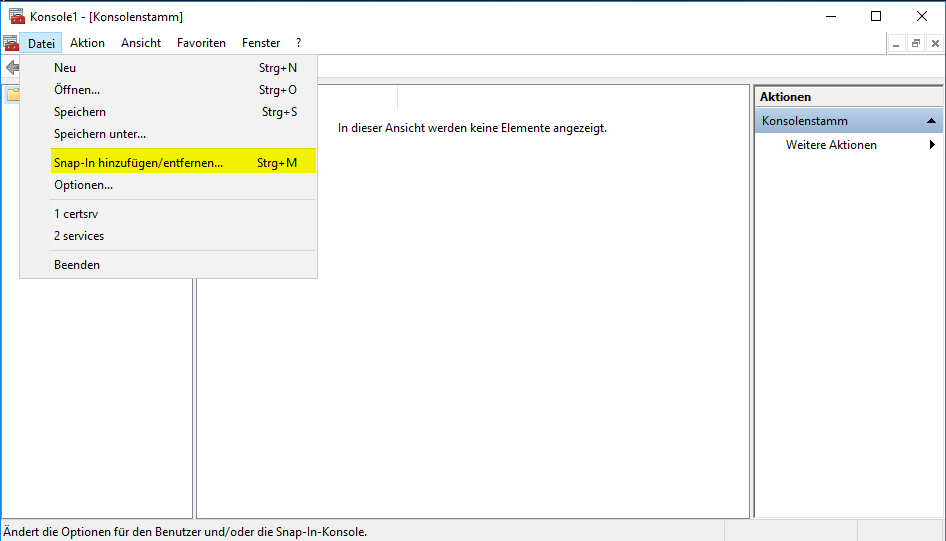 Konsole1 - [Konsolenstamm]
Datei Aktion Ansicht Favoriten Fenster ?
Neu Strg+N
Öffnen... Strg+O
Speichern Strg+S
Speichern unter...
Snap-In hinzufügen/entfernen... Strg+M
Optionen...
1 certsrv
2 services
Beenden
In dieser Ansicht werden keine Elemente angezeigt.
Aktionen
Konsolenstamm
Weitere Aktionen
Ändert die Optionen für den Benutzer und/oder die Snap-In-Konsole.